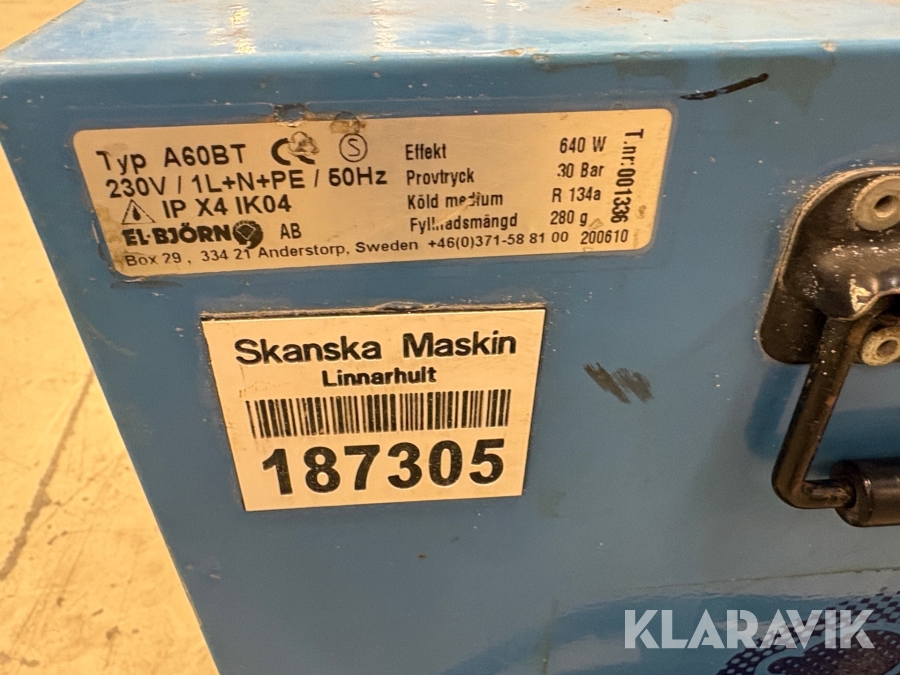 Typ A60BT CE S
230V / 1L+N+PE / 50Hz
IP X4 IK04
EL-BJÖRN AB
Box 29, 334 21 Anderstorp, Sweden +46(0)371-58 81 00 200610
Effekt 640 W
Provtryck 30 Bar
Köld medium R 134a
Fyllnadsmängd 280 g
T.nr:001336
Skanska Maskin
Linnarhult
187305
KLARAVIK